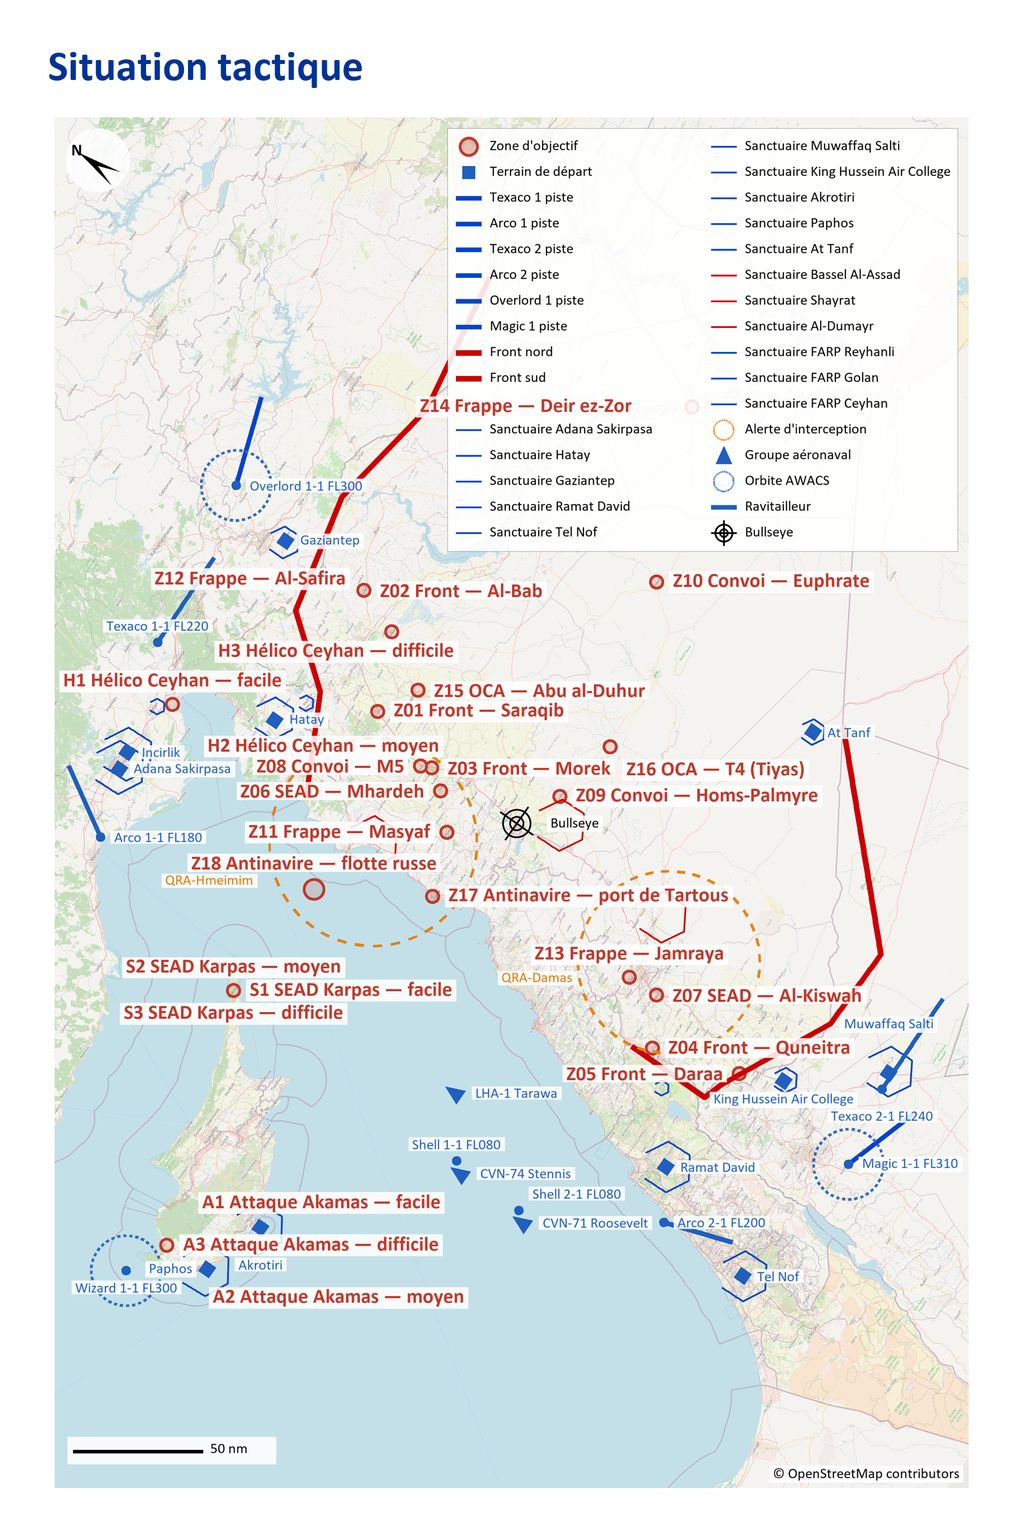 Situation tactique
N
Zone d'objectif
Terrain de départ
Texaco 1 piste
Arco 1 piste
Texaco 2 piste
Arco 2 piste
Overlord 1 piste
Magic 1 piste
Front nord
Front sud
Sanctuaire Adana Sakirpasa
Sanctuaire Hatay
Sanctuaire Gaziantep
Sanctuaire Ramat David
Sanctuaire Tel Nof
Sanctuaire Muwaffaq Salti
Sanctuaire King Hussein Air College
Sanctuaire Akrotiri
Sanctuaire Paphos
Sanctuaire At Tanf
Sanctuaire Bassel Al-Assad
Sanctuaire Shayrat
Sanctuaire Al-Dumayr
Sanctuaire FARP Reyhanli
Sanctuaire FARP Golan
Sanctuaire FARP Ceyhan
Alerte d'interception
Groupe aéronaval
Orbite AWACS
Ravitailleur
Bullseye
Z14 Frappe — Deir ez-Zor
Overlord 1-1 FL300
Gaziantep
Z12 Frappe — Al-Safira
Z02 Front — Al-Bab
Z10 Convoi — Euphrate
Texaco 1-1 FL220
H3 Hélico Ceyhan — difficile
H1 Hélico Ceyhan — facile
Z15 OCA — Abu al-Duhur
Z01 Front — Saraqib
Hatay
At Tanf
H2 Hélico Ceyhan — moyen
Incirlik
Z08 Convoi — M5
Z03 Front — Morek
Z16 OCA — T4 (Tiyas)
Adana Sakirpasa
Z06 SEAD — Mhardeh
Z09 Convoi — Homs-Palmyre
Bullseye
Arco 1-1 FL180
Z11 Frappe — Masyaf
Z18 Antinavire — flotte russe
QRA-Hmeimim
Z17 Antinavire — port de Tartous
Z13 Frappe — Jamraya
S2 SEAD Karpas — moyen
QRA-Damas
S1 SEAD Karpas — facile
Z07 SEAD — Al-Kiswah
S3 SEAD Karpas — difficile
Muwaffaq Salti
Z04 Front — Quneitra
Z05 Front — Daraa
LHA-1 Tarawa
King Hussein Air College
Texaco 2-1 FL240
Shell 1-1 FL080
CVN-74 Stennis
Ramat David
Magic 1-1 FL310
Shell 2-1 FL080
A1 Attaque Akamas — facile
CVN-71 Roosevelt
Arco 2-1 FL200
A3 Attaque Akamas — difficile
Paphos
Akrotiri
Tel Nof
Wizard 1-1 FL300
A2 Attaque Akamas — moyen
50 nm
© OpenStreetMap contributors